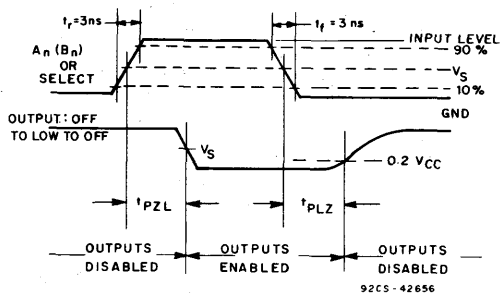 tr=3ns
tf = 3 ns
INPUT LEVEL
90 %
An (Bn)
OR
SELECT
VS
10%
GND
OUTPUT: OFF
TO LOW TO OFF
VS
0.2 VCC
tPZL
tPLZ
OUTPUTS
DISABLED
OUTPUTS
ENABLED
OUTPUTS
DISABLED
92CS - 42656